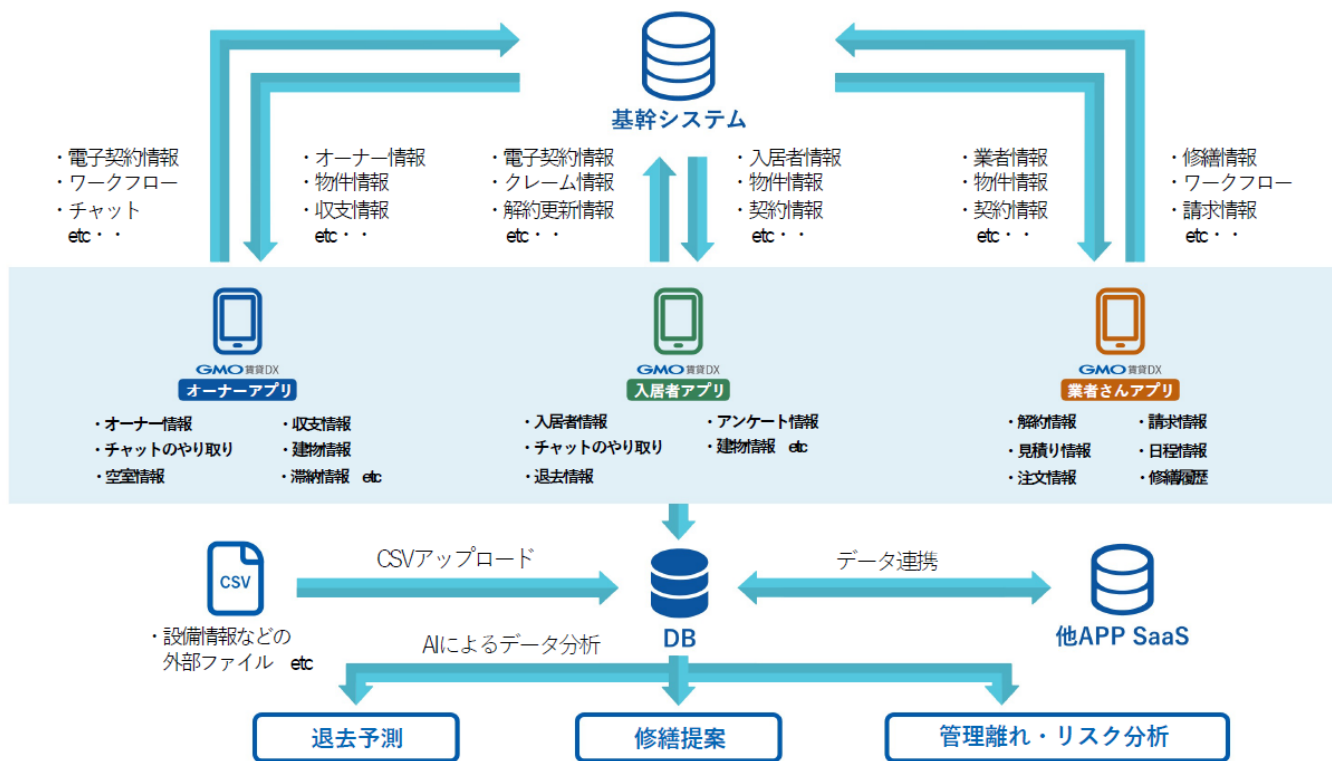 基幹システム
・電子契約情報
・ワークフロー
・チャット
etc・・
・オーナー情報
・物件情報
・収支情報
etc・・
・電子契約情報
・クレーム情報
・解約更新情報
etc・・
・入居者情報
・物件情報
・契約情報
etc・・
・業者情報
・物件情報
・契約情報
etc・・
・修繕情報
・ワークフロー
・請求情報
etc・・
GMO賃貸DX
オーナーアプリ
・オーナー情報
・チャットのやり取り
・空室情報
・収支情報
・建物情報
・滞納情報 etc
GMO賃貸DX
入居者アプリ
・入居者情報
・チャットのやり取り
・退去情報
・アンケート情報
・建物情報 etc
GMO賃貸DX
業者さんアプリ
・解約情報
・見積り情報
・注文情報
・請求情報
・日程情報
・修繕履歴
CSV
・設備情報などの
外部ファイル etc
CSVアップロード
DB
データ連携
他APP SaaS
AIによるデータ分析
退去予測
修繕提案
管理離れ・リスク分析